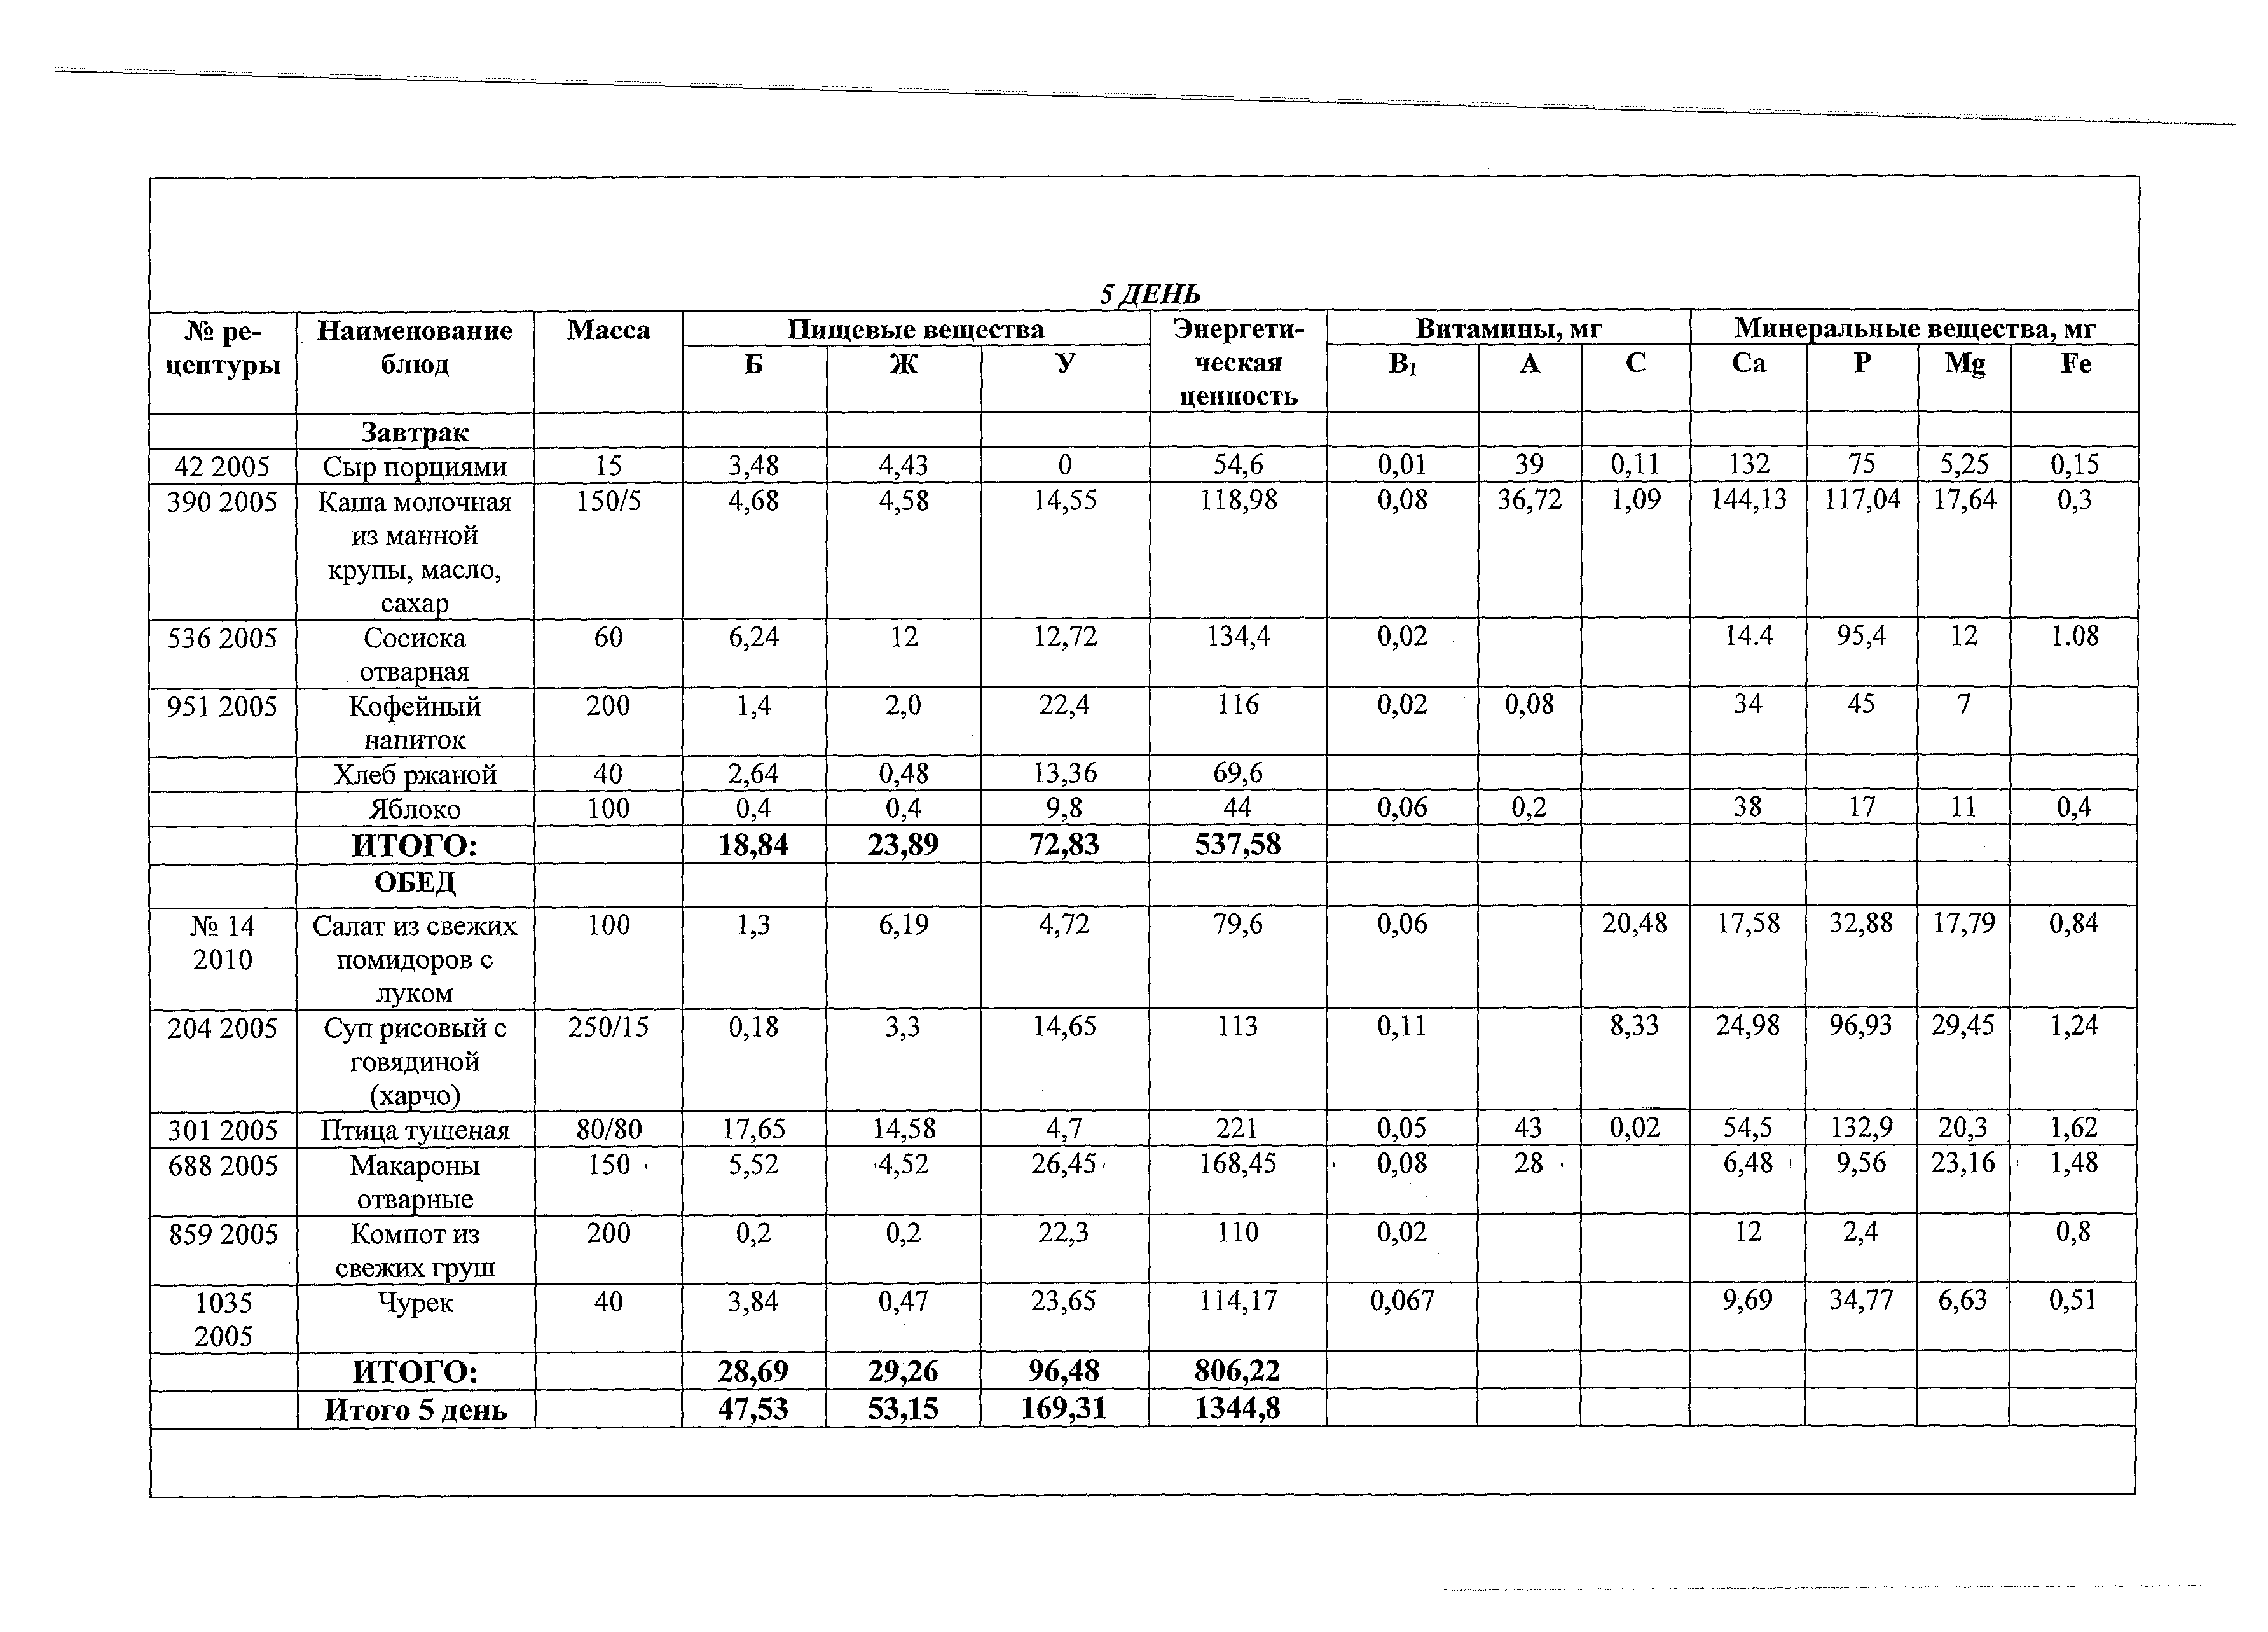 5 ДЕНЬ
№ ре- Наименование Масса Пищевые вещества Энергети- Витамины, мг Минеральные вещества, мг
цептуры блюд Б Ж У ческая B1 A C Ca P Mg Fe
ценность
Завтрак
42 2005 Сыр порциями 15 3,48 4,43 0 54,6 0,01 39 0,11 132 75 5,25 0,15
390 2005 Каша молочная 150/5 4,68 4,58 14,55 118,98 0,08 36,72 1,09 144,13 117,04 17,64 0,3
из манной
крупы, масло,
сахар
536 2005 Сосиска 60 6,24 12 12,72 134,4 0,02 14.4 95,4 12 1.08
отварная
951 2005 Кофейный 200 1,4 2,0 22,4 116 0,02 0,08 34 45 7
напиток
Хлеб ржаной 40 2,64 0,48 13,36 69,6
Яблоко 100 0,4 0,4 9,8 44 0,06 0,2 38 17 11 0,4
ИТОГО: 18,84 23,89 72,83 537,58
ОБЕД
№ 14 Салат из свежих 100 1,3 6,19 4,72 79,6 0,06 20,48 17,58 32,88 17,79 0,84
2010 помидоров с
луком
204 2005 Суп рисовый с 250/15 0,18 3,3 14,65 113 0,11 8,33 24,98 96,93 29,45 1,24
говядиной
(харчо)
301 2005 Птица тушеная 80/80 17,65 14,58 4,7 221 0,05 43 0,02 54,5 132,9 20,3 1,62
688 2005 Макароны 150 5,52 4,52 26,45 168,45 0,08 28 6,48 9,56 23,16 1,48
отварные
859 2005 Компот из 200 0,2 0,2 22,3 110 0,02 12 2,4 0,8
свежих груш
1035 Чурек 40 3,84 0,47 23,65 114,17 0,067 9,69 34,77 6,63 0,51
2005
ИТОГО: 28,69 29,26 96,48 806,22
Итого 5 день 47,53 53,15 169,31 1344,8